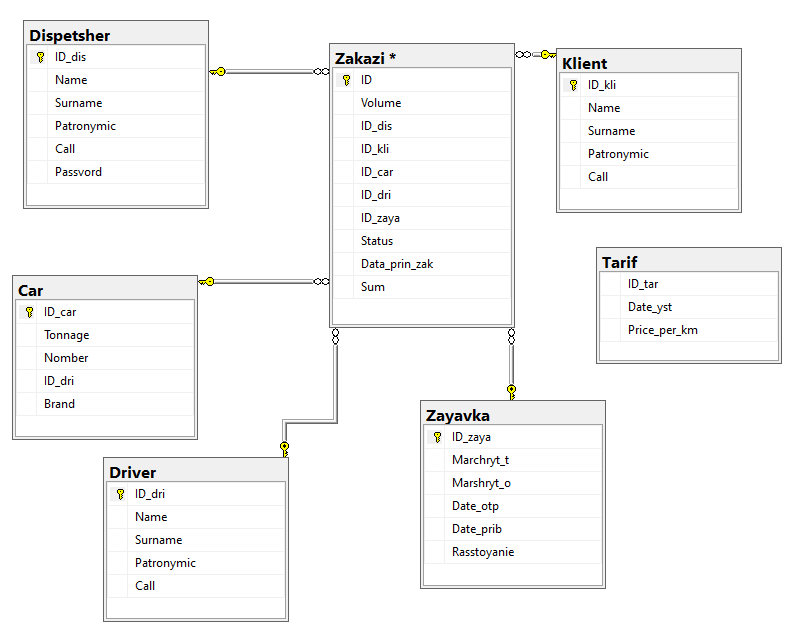 Dispetsher
ID_dis
Name
Surname
Patronymic
Call
Passvord
Zakazi *
ID
Volume
ID_dis
ID_kli
ID_car
ID_dri
ID_zaya
Status
Data_prin_zak
Sum
Klient
ID_kli
Name
Surname
Patronymic
Call
Tarif
ID_tar
Date_yst
Price_per_km
Car
ID_car
Tonnage
Nomber
ID_dri
Brand
Driver
ID_dri
Name
Surname
Patronymic
Call
Zayavka
ID_zaya
Marchryt_t
Marshryt_o
Date_otp
Date_prib
Rasstoyanie